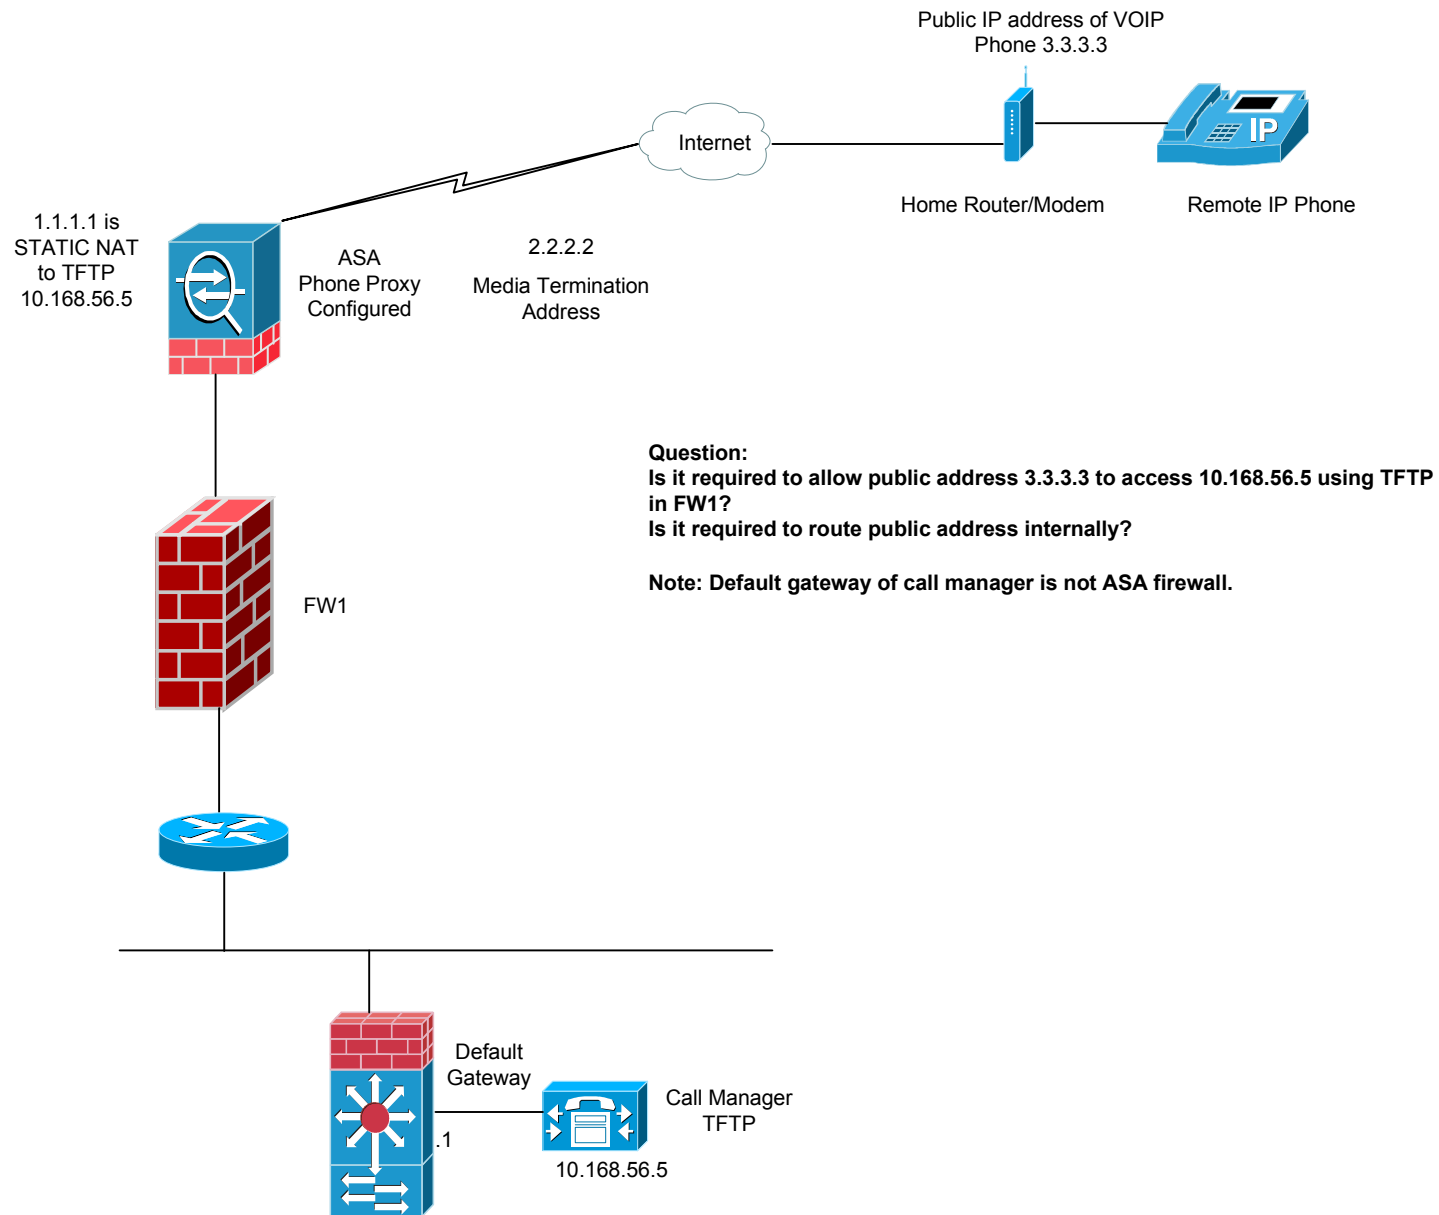 Public IP address of VOIP
Phone 3.3.3.3
Internet
IP
Home Router/Modem
Remote IP Phone
1.1.1.1 is
STATIC NAT
to TFTP
10.168.56.5
ASA
Phone Proxy
Configured
2.2.2.2
Media Termination
Address
Question:
Is it required to allow public address 3.3.3.3 to access 10.168.56.5 using TFTP
in FW1?
Is it required to route public address internally?
Note: Default gateway of call manager is not ASA firewall.
FW1
Default
Gateway
.1
Call Manager
TFTP
10.168.56.5